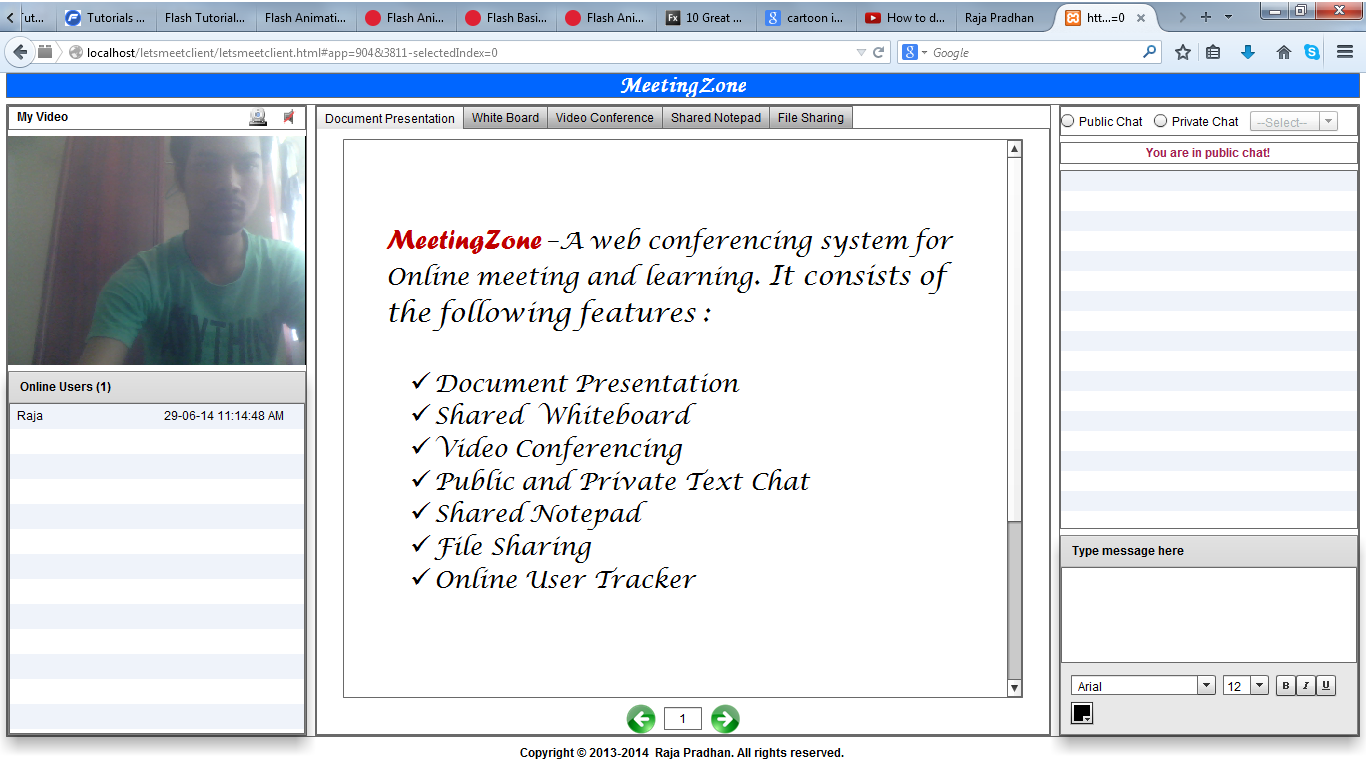 ut...
Tutorials ...
Flash Tutorial...
Flash Animati...
Flash Ani...
Flash Basi...
Flash Ani...
Fx 10 Great ...
cartoon i...
How to d...
Raja Pradhan
htt...=0
localhost/letsmeetclient/letsmeetclient.html#app=904&3811-selectedIndex=0
Google
MeetingZone
My Video
Document Presentation
White Board
Video Conference
Shared Notepad
File Sharing
Public Chat
Private Chat
--Select--
You are in public chat!
ANYTHING
MeetingZone -A web conferencing system for
Online meeting and learning. It consists of
the following features :
✓ Document Presentation
✓ Shared Whiteboard
✓ Video Conferencing
✓ Public and Private Text Chat
✓ Shared Notepad
✓ File Sharing
✓ Online User Tracker
Online Users (1)
Raja 29-06-14 11:14:48 AM
Type message here
Arial
12
B I U
1
Copyright © 2013-2014 Raja Pradhan. All rights reserved.